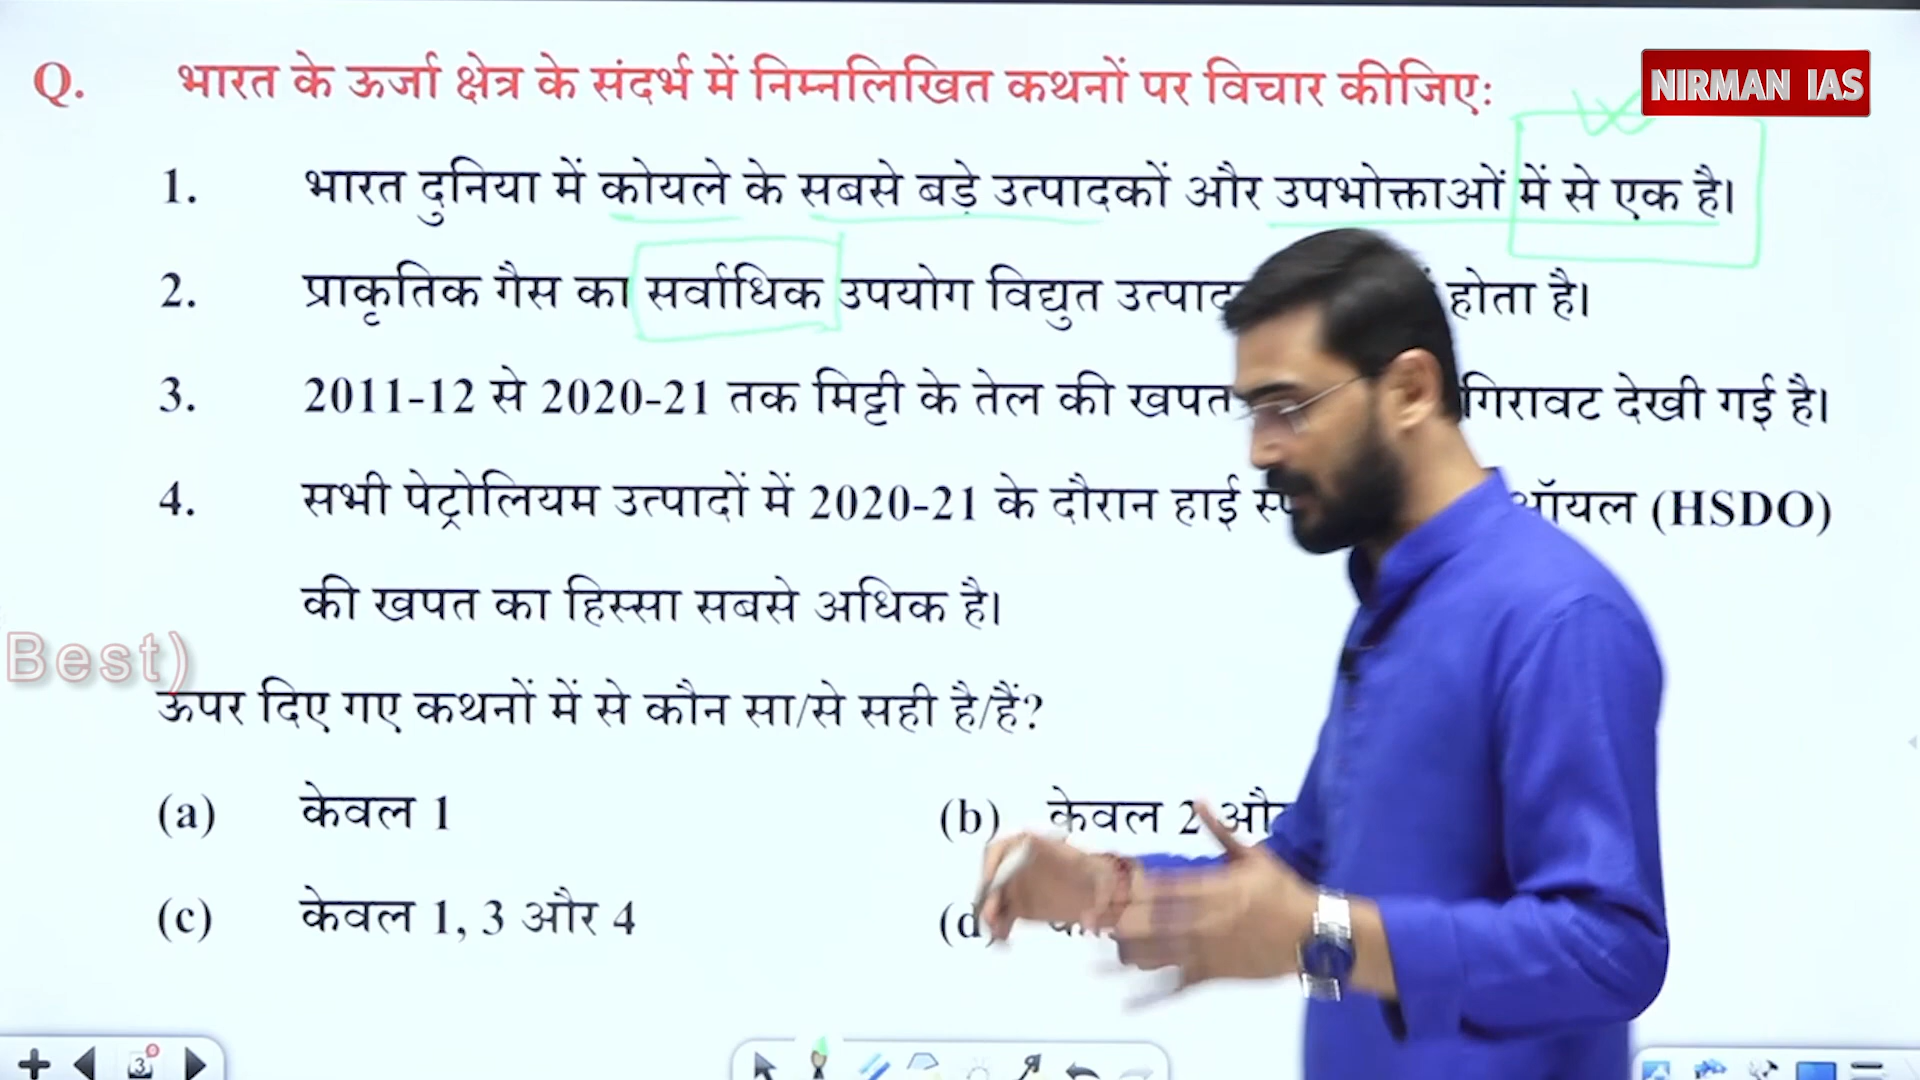 NIRMAN IAS
Q. भारत के ऊर्जा क्षेत्र के संदर्भ में निम्नलिखित कथनों पर विचार कीजिए:
1. भारत दुनिया में कोयले के सबसे बड़े उत्पादकों और उपभोक्ताओं में से एक है।
2. प्राकृतिक गैस का सर्वाधिक उपयोग विद्युत होता है।
3. 2011-12 से 2020-21 तक मिट्टी के तेल की खपत गिरावट देखी गई है।
4. सभी पेट्रोलियम उत्पादों में 2020-21 के दौरान हाई (HSDO)
की खपत का हिस्सा सबसे अधिक है।
Best)
ऊपर दिए गए कथनों में से कौन सा/से सही है/हैं?
(a) केवल 1 (b) केवल 2
(c) केवल 1, 3 और 4 (d)
3